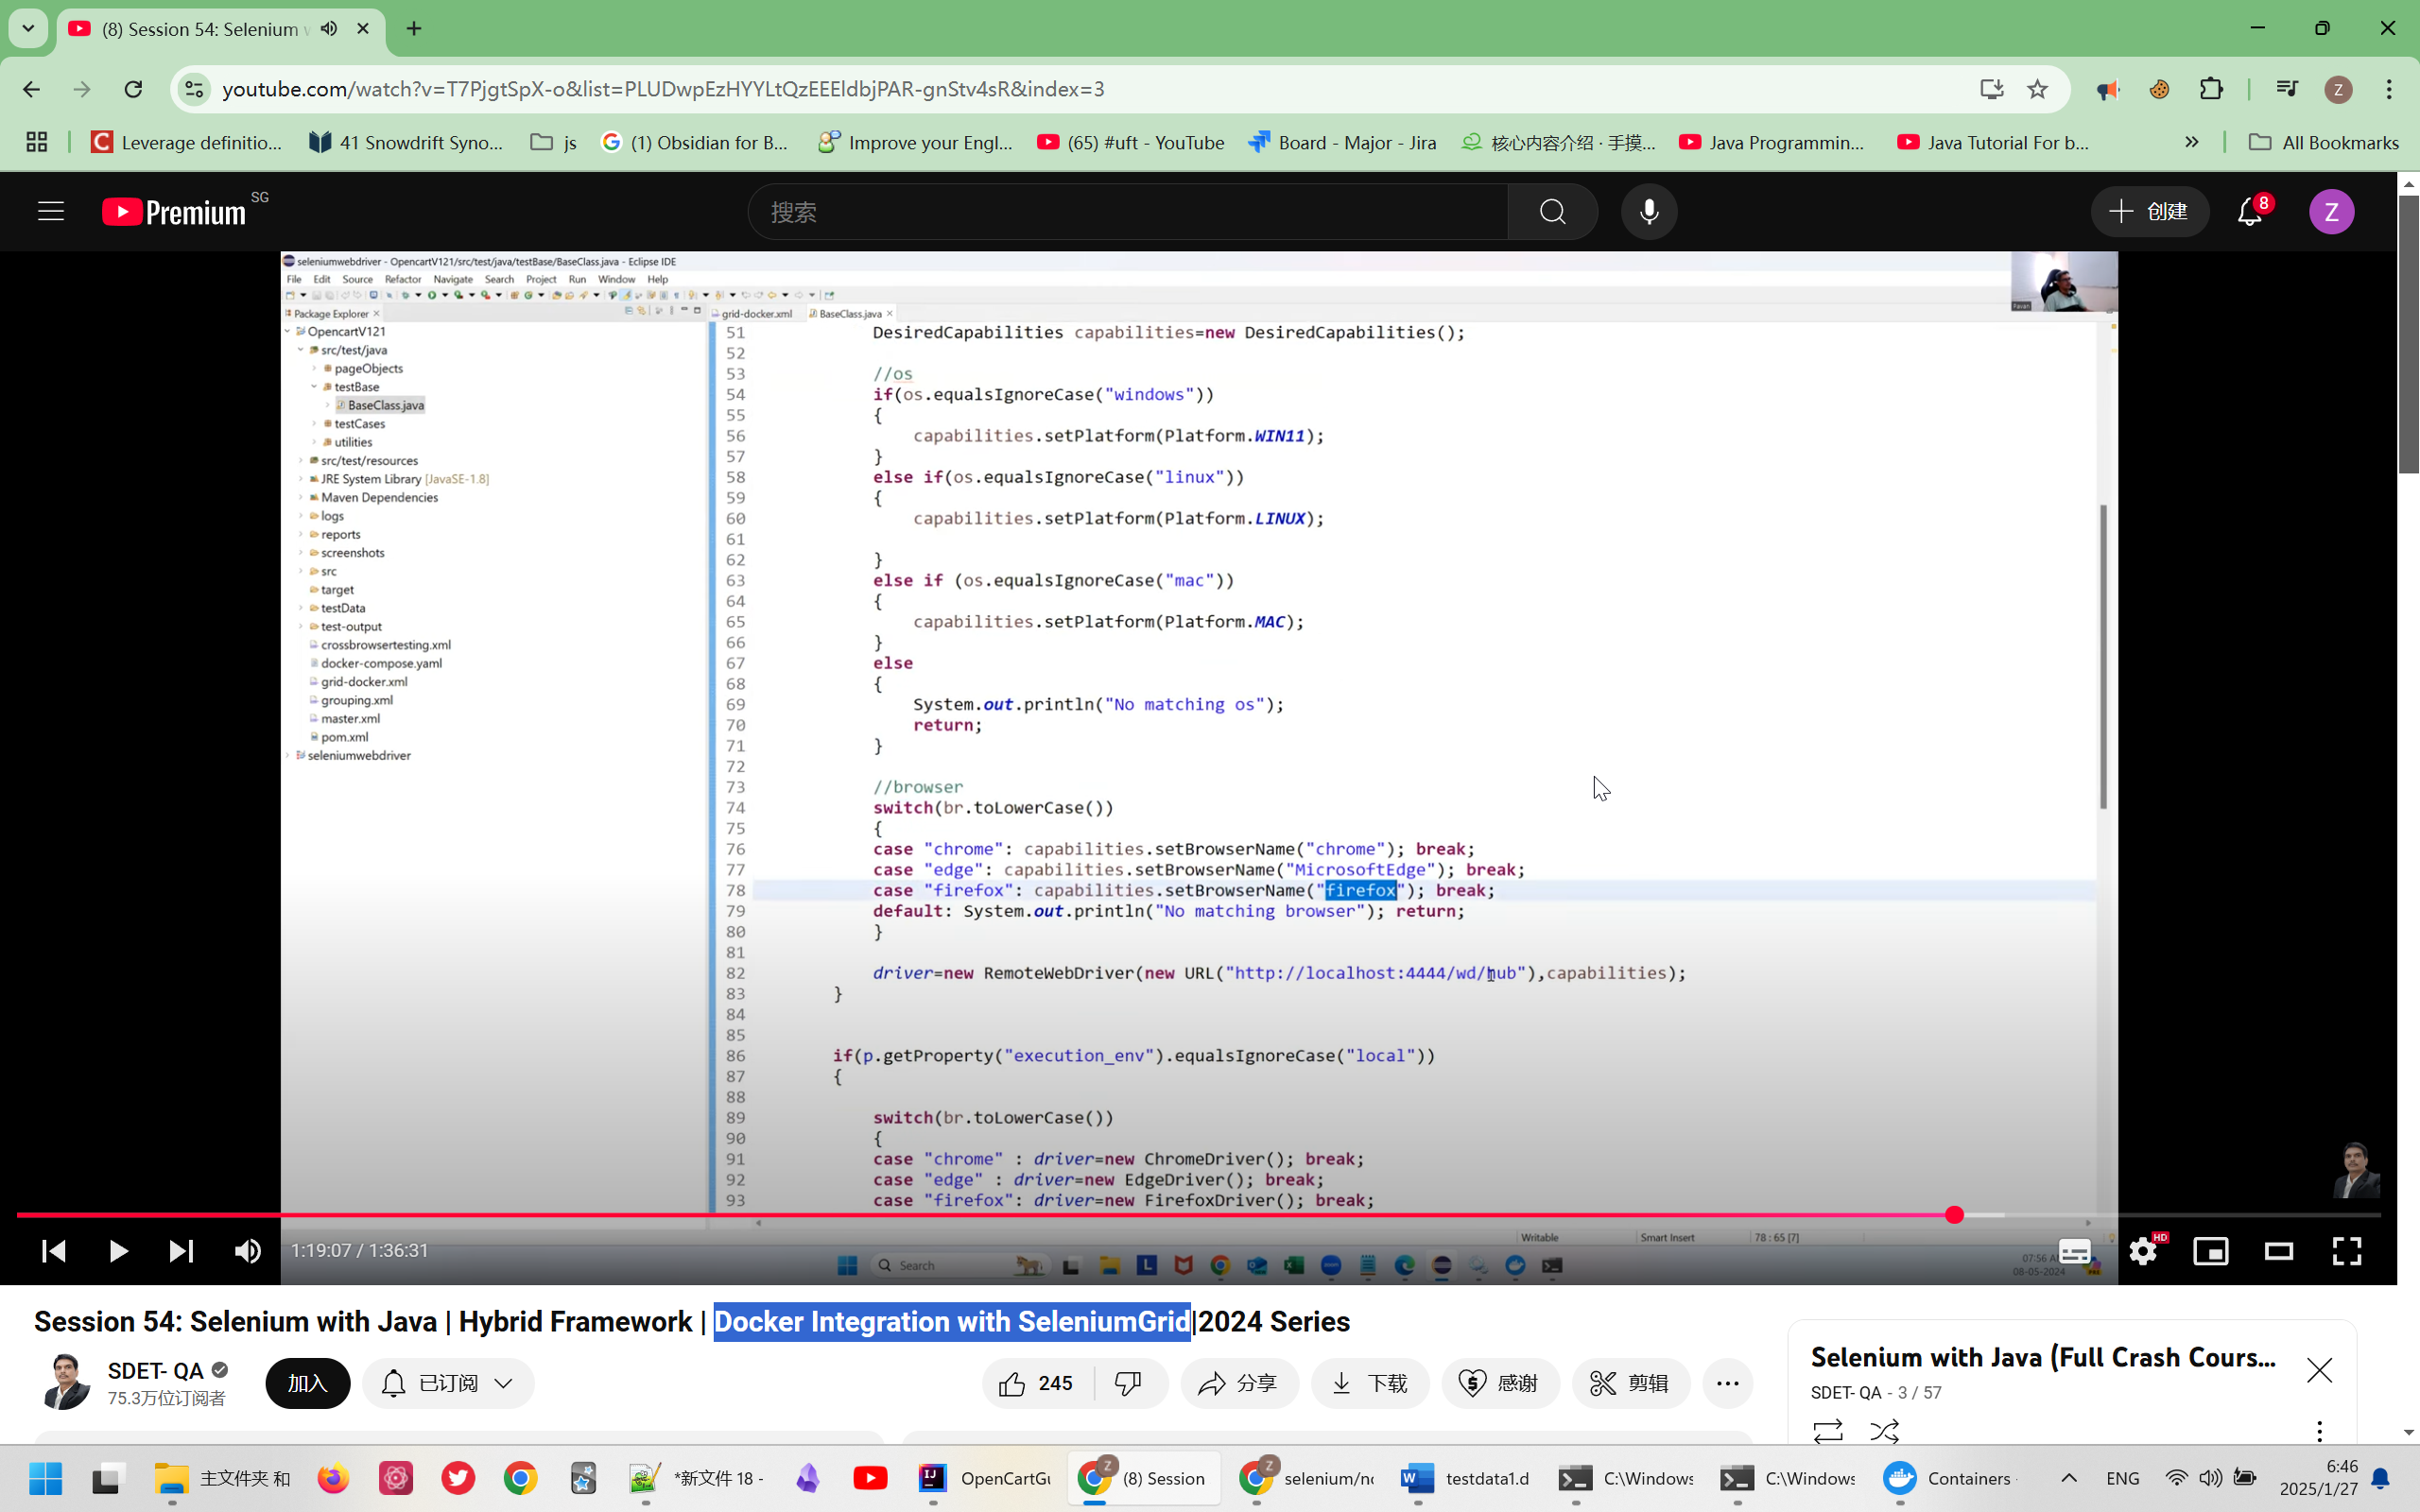 (8) Session 54: Selenium w
youtube.com/watch?v=T7PjgtSpX-o&list=PLUDwpEzHYYLtQzEEEldbjPAR-gnStv4sR&index=3
Z
Leverage definitio...
41 Snowdrift Syno...
js
(1) Obsidian for B...
Improve your Engl...
(65) #uft - YouTube
Board - Major - Jira
核心内容介绍 · 手摸...
Java Programmin...
Java Tutorial For b...
All Bookmarks
Premium SG
搜索
创建
8
Z
seleniumwebdriver - OpencartV121/src/test/java/testBase/BaseClass.java - Eclipse IDE
File Edit Source Refactor Navigate Search Project Run Window Help
Package Explorer
grid-docker.xml
BaseClass.java
Pavan
OpencartV121
src/test/java
pageObjects
testBase
BaseClass.java
testCases
utilities
src/test/resources
JRE System Library [JavaSE-1.8]
Maven Dependencies
logs
reports
screenshots
src
target
testData
test-output
crossbrowsertesting.xml
docker-compose.yaml
grid-docker.xml
grouping.xml
master.xml
pom.xml
seleniumwebdriver
51 DesiredCapabilities capabilities=new DesiredCapabilities();
52
53 //os
54 if(os.equalsIgnoreCase("windows"))
55 {
56 capabilities.setPlatform(Platform.WIN11);
57 }
58 else if(os.equalsIgnoreCase("linux"))
59 {
60 capabilities.setPlatform(Platform.LINUX);
61
62 }
63 else if (os.equalsIgnoreCase("mac"))
64 {
65 capabilities.setPlatform(Platform.MAC);
66 }
67 else
68 {
69 System.out.println("No matching os");
70 return;
71 }
72
73 //browser
74 switch(br.toLowerCase())
75 {
76 case "chrome": capabilities.setBrowserName("chrome"); break;
77 case "edge": capabilities.setBrowserName("MicrosoftEdge"); break;
78 case "firefox": capabilities.setBrowserName("firefox"); break;
79 default: System.out.println("No matching browser"); return;
80 }
81
82 driver=new RemoteWebDriver(new URL("http://localhost:4444/wd/hub"),capabilities);
83 }
84
85
86 if(p.getProperty("execution_env").equalsIgnoreCase("local"))
87 {
88
89 switch(br.toLowerCase())
90 {
91 case "chrome" : driver=new ChromeDriver(); break;
92 case "edge" : driver=new EdgeDriver(); break;
93 case "firefox": driver=new FirefoxDriver(); break;
Writable
Smart Insert
78 : 65 [7]
1:19:07 / 1:36:31
HD
Search
07:56 A
08-05-2024
Session 54: Selenium with Java | Hybrid Framework | Docker Integration with SeleniumGrid|2024 Series
SDET- QA
75.3万位订阅者
加入
已订阅
245
分享
下载
感谢
剪辑
Selenium with Java (Full Crash Cours...
SDET- QA - 3 / 57
主文件夹 和
*新文件 18 -
OpenCartGu
(8) Session
selenium/no
testdata1.d
C:\Windows
C:\Windows
Containers
ENG
6:46
2025/1/27